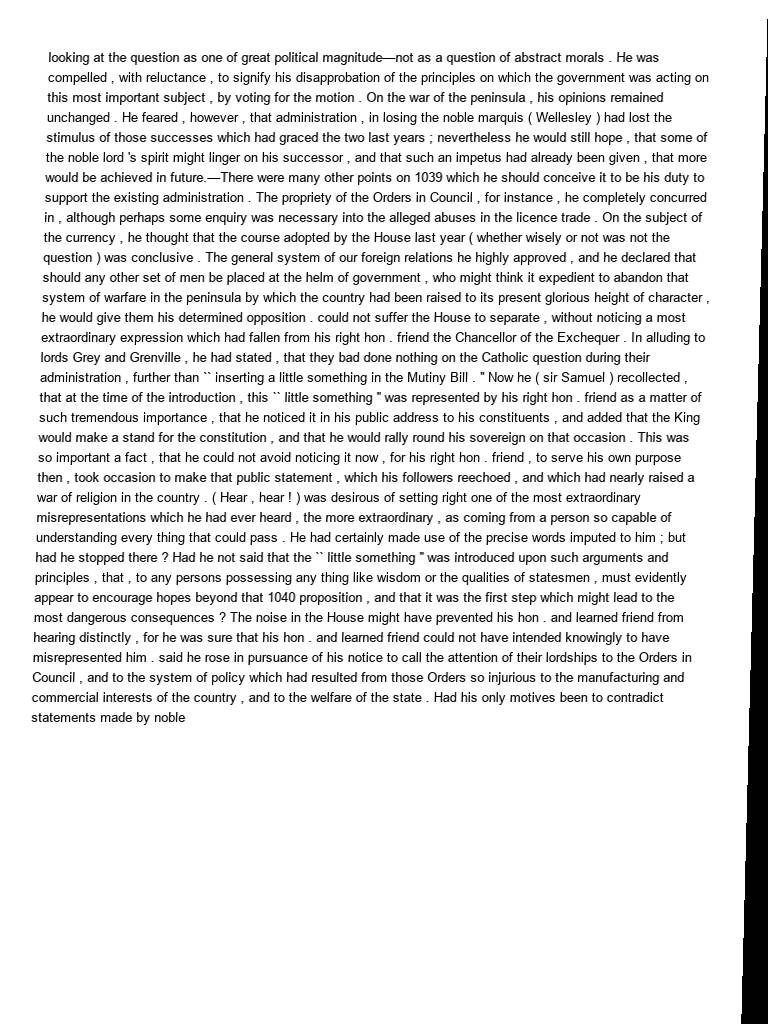 looking at the question as one of great political magnitude—not as a question of abstract morals . He was
compelled , with reluctance , to signify his disapprobation of the principles on which the government was acting on
this most important subject , by voting for the motion . On the war of the peninsula , his opinions remained
unchanged . He feared , however , that administration , in losing the noble marquis ( Wellesley ) had lost the
stimulus of those successes which had graced the two last years ; nevertheless he would still hope , that some of
the noble lord 's spirit might linger on his successor , and that such an impetus had already been given , that more
would be achieved in future.—There were many other points on 1039 which he should conceive it to be his duty to
support the existing administration . The propriety of the Orders in Council , for instance , he completely concurred
in , although perhaps some enquiry was necessary into the alleged abuses in the licence trade . On the subject of
the currency , he thought that the course adopted by the House last year ( whether wisely or not was not the
question ) was conclusive . The general system of our foreign relations he highly approved , and he declared that
should any other set of men be placed at the helm of government , who might think it expedient to abandon that
system of warfare in the peninsula by which the country had been raised to its present glorious height of character ,
he would give them his determined opposition . could not suffer the House to separate , without noticing a most
extraordinary expression which had fallen from his right hon . friend the Chancellor of the Exchequer . In alluding to
lords Grey and Grenville , he had stated , that they bad done nothing on the Catholic question during their
administration , further than `` inserting a little something in the Mutiny Bill . " Now he ( sir Samuel ) recollected ,
that at the time of the introduction , this `` little something " was represented by his right hon . friend as a matter of
such tremendous importance , that he noticed it in his public address to his constituents , and added that the King
would make a stand for the constitution , and that he would rally round his sovereign on that occasion . This was
so important a fact , that he could not avoid noticing it now , for his right hon . friend , to serve his own purpose
then , took occasion to make that public statement , which his followers reechoed , and which had nearly raised a
war of religion in the country . ( Hear , hear ! ) was desirous of setting right one of the most extraordinary
misrepresentations which he had ever heard , the more extraordinary , as coming from a person so capable of
understanding every thing that could pass . He had certainly made use of the precise words imputed to him ; but
had he stopped there ? Had he not said that the `` little something " was introduced upon such arguments and
principles , that , to any persons possessing any thing like wisdom or the qualities of statesmen , must evidently
appear to encourage hopes beyond that 1040 proposition , and that it was the first step which might lead to the
most dangerous consequences ? The noise in the House might have prevented his hon . and learned friend from
hearing distinctly , for he was sure that his hon . and learned friend could not have intended knowingly to have
misrepresented him . said he rose in pursuance of his notice to call the attention of their lordships to the Orders in
Council , and to the system of policy which had resulted from those Orders so injurious to the manufacturing and
commercial interests of the country , and to the welfare of the state . Had his only motives been to contradict
statements made by noble